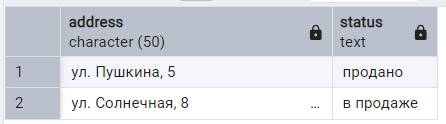 address status
character (50) text
1 ул. Пушкина, 5 продано
2 ул. Солнечная, 8 ... в продаже